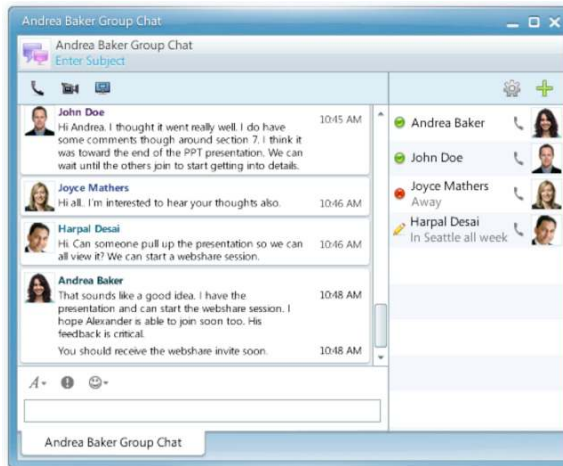 Andrea Baker Group Chat
Andrea Baker Group Chat
Enter Subject
John Doe
Hi Andrea. I thought it went really well. I do have 10:45 AM
some comments though around section 7. I think it
was toward the end of the PPT presentation. We can
wait until the others join to start getting into details.
Joyce Mathers
Hi all. I'm interested to hear your thoughts also. 10:46 AM
Harpal Desai
Hi. Can someone pull up the presentation so we can 10:46 AM
all view it? We can start a webshare session.
Andrea Baker
That sounds like a good idea. I have the 10:48 AM
presentation and can start the webshare session. I
hope Alexander is able to join soon too. His
feedback is critical.
You should receive the webshare invite soon. 10:48 AM
Andrea Baker
John Doe
Joyce Mathers
Away
Harpal Desai
In Seattle all week
A
Andrea Baker Group Chat